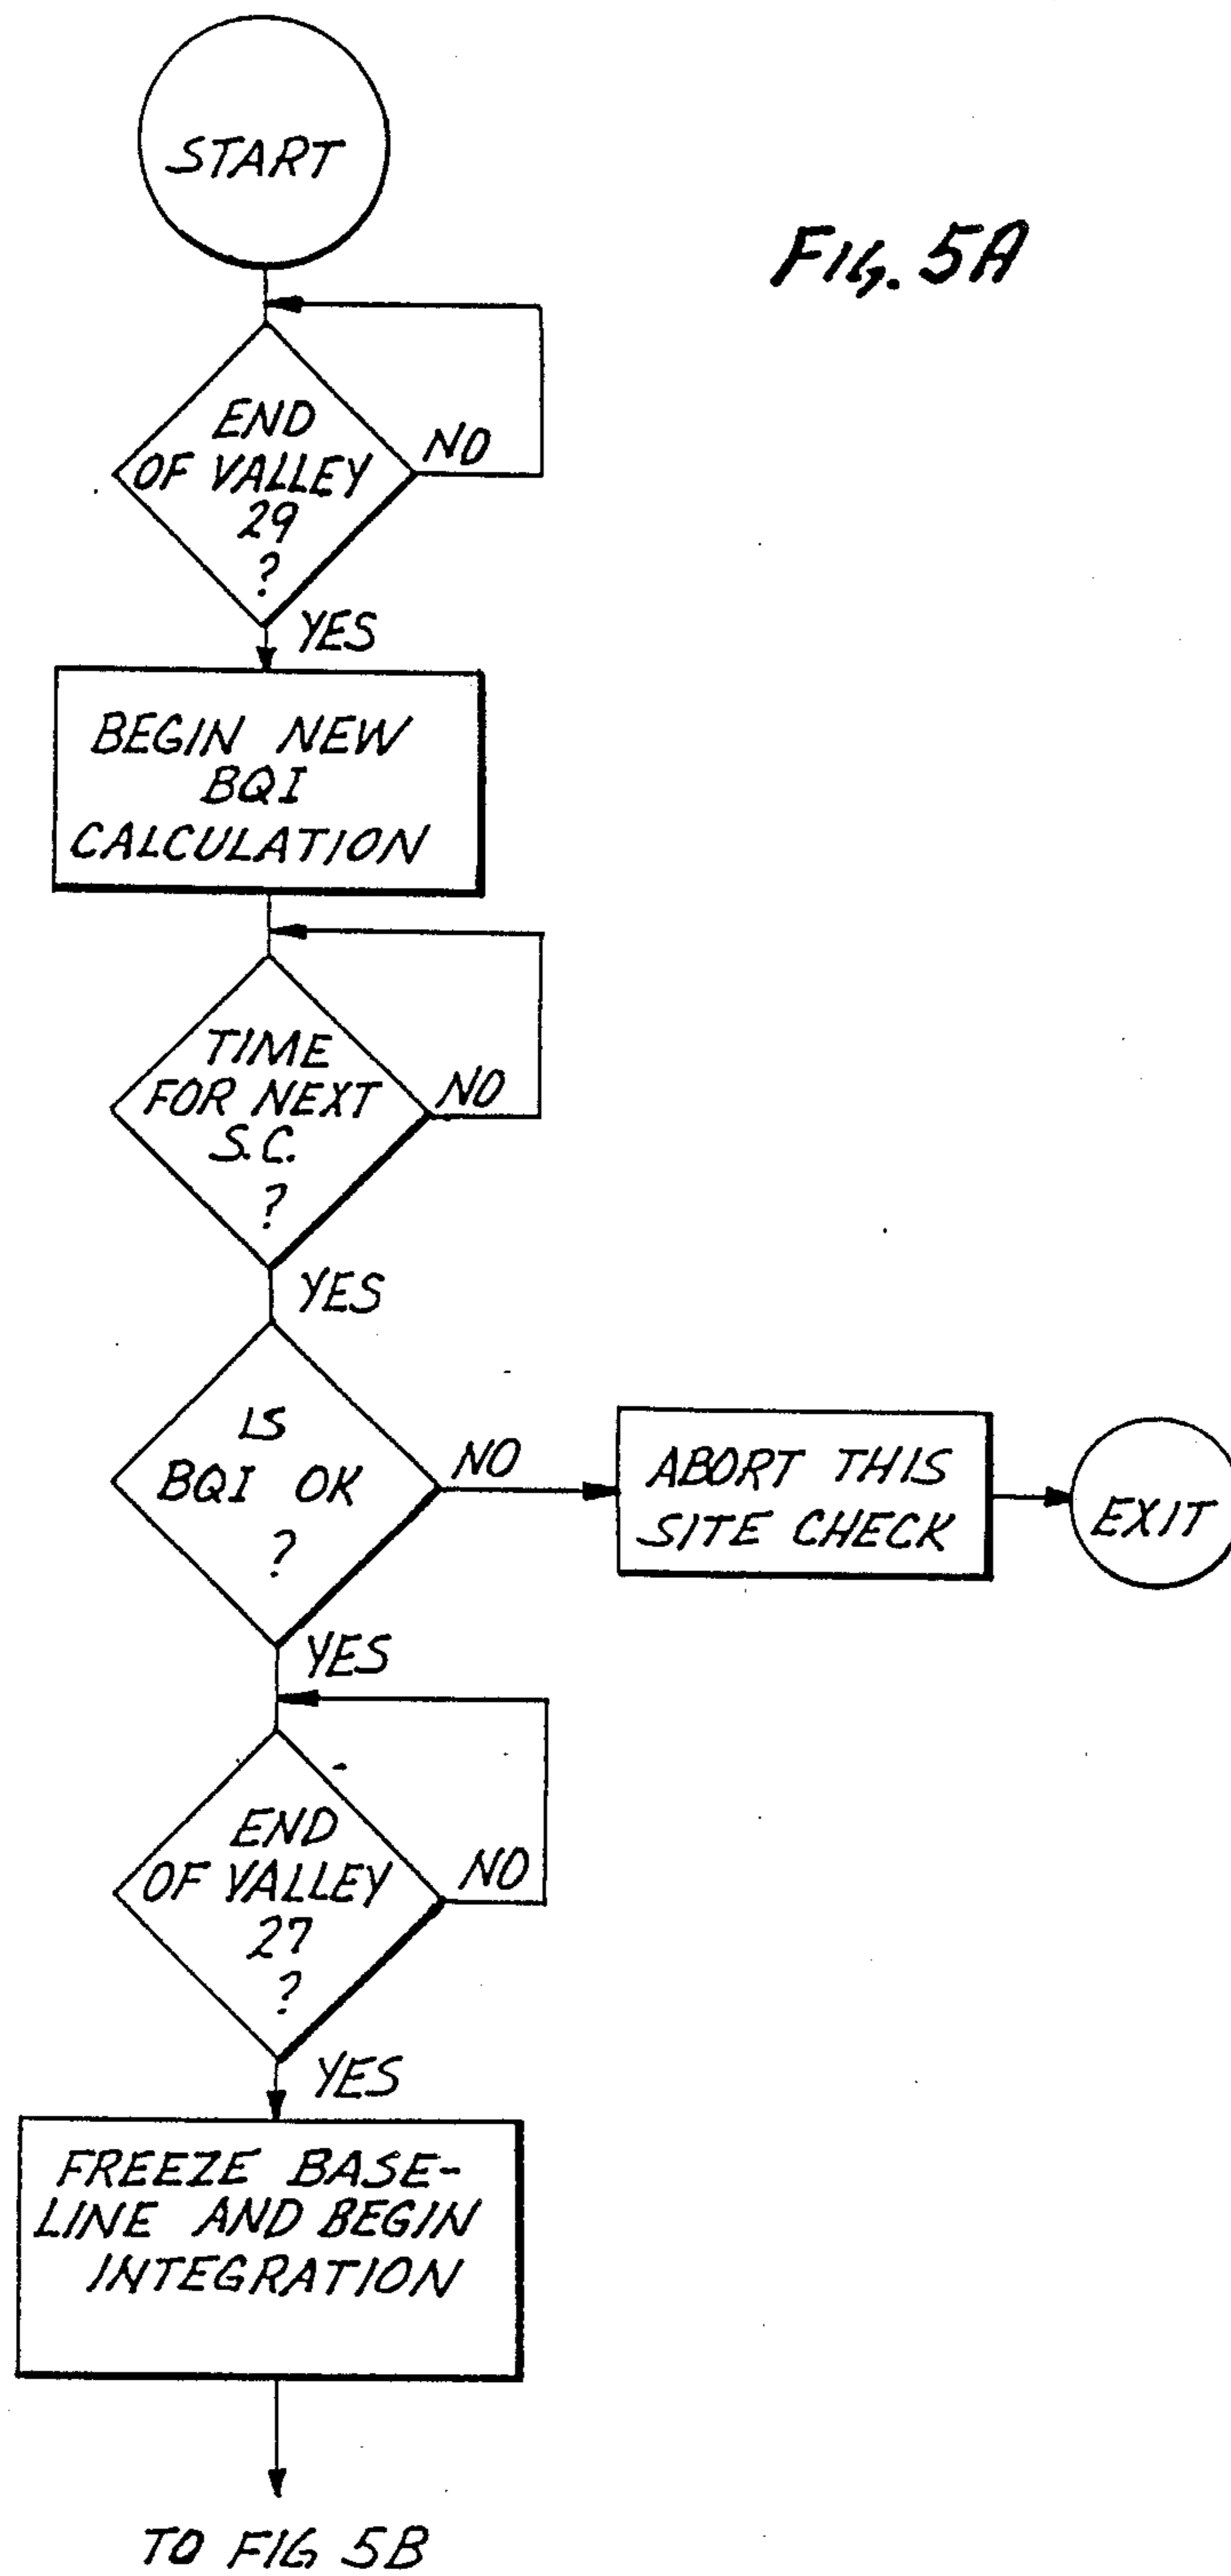 START
FIG. 5A
END
OF VALLEY
29
?
NO
YES
BEGIN NEW
BQI
CALCULATION
TIME
FOR NEXT
S.C.
?
NO
YES
IS
BQI OK
?
NO
ABORT THIS
SITE CHECK
EXIT
YES
END
OF VALLEY
27
?
NO
YES
FREEZE BASE-
LINE AND BEGIN
INTEGRATION
TO FIG 5B